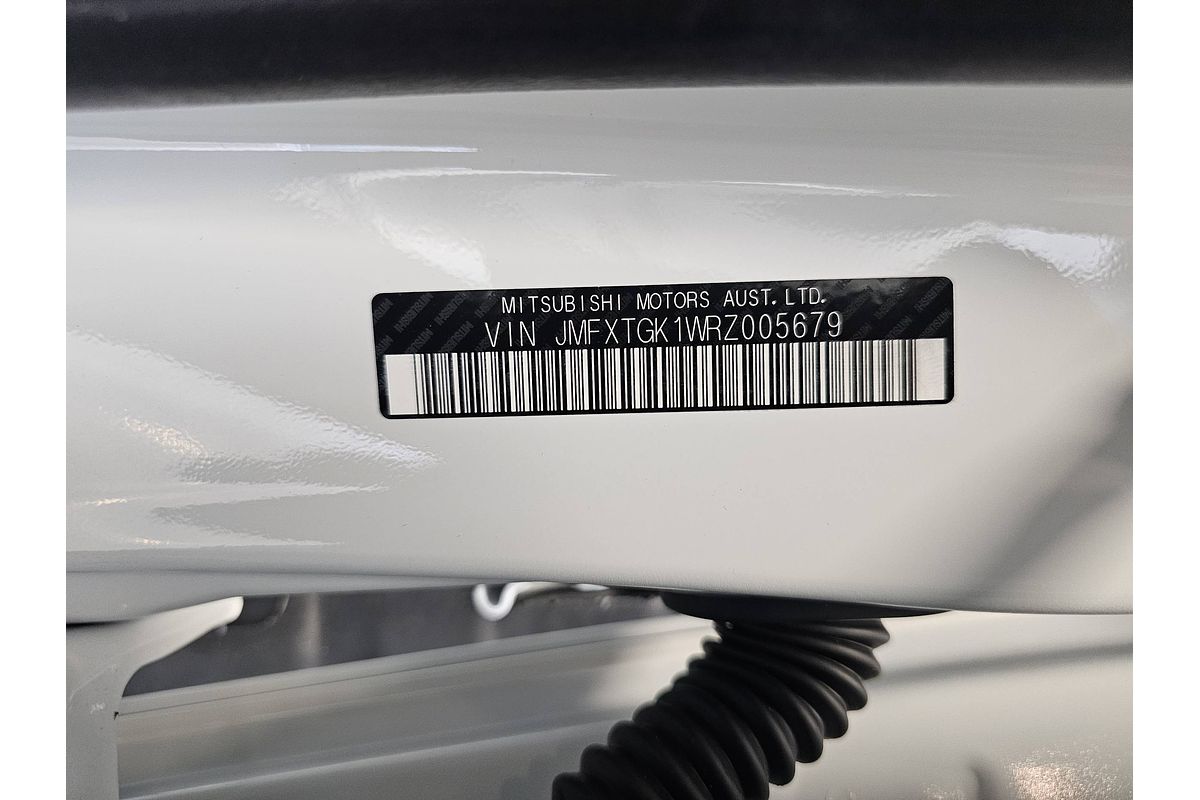 MITSUBISHI MOTORS AUST. LTD.
VIN JMFXTGK1WRZ005679